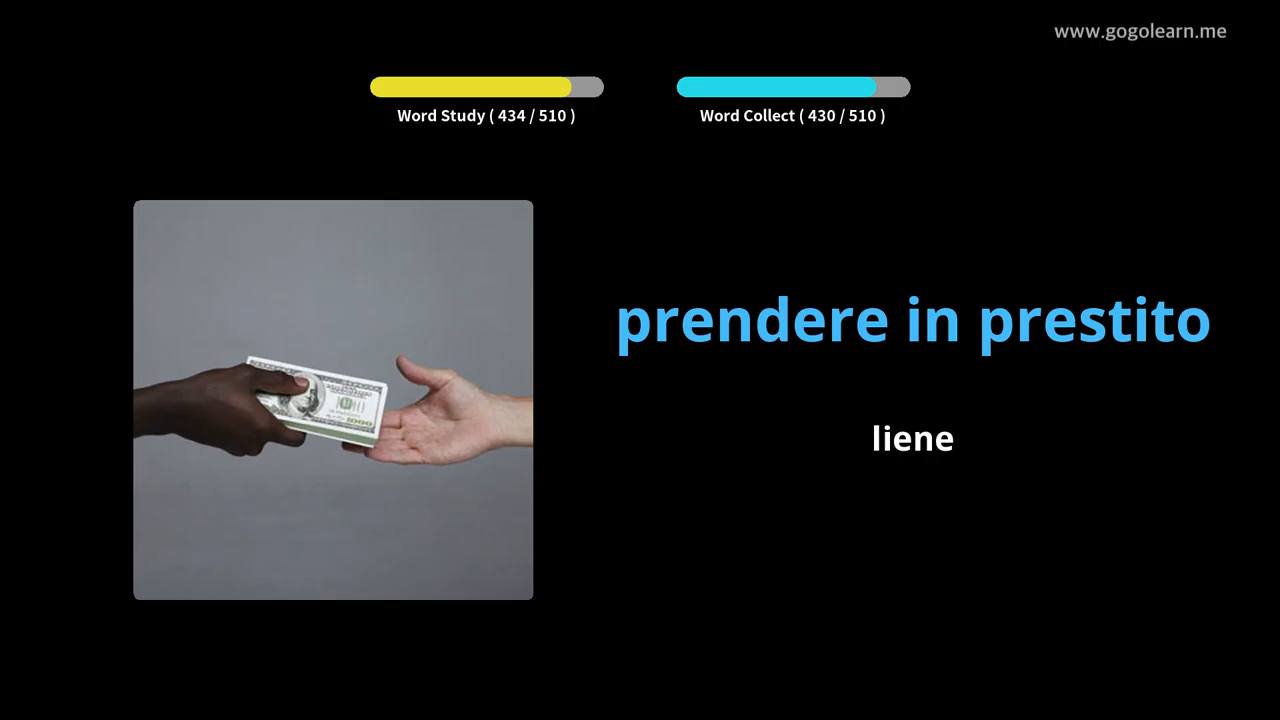 www.gogolearn.me
Word Study ( 434 / 510 )
Word Collect ( 430 / 510 )
prendere in prestito
liene